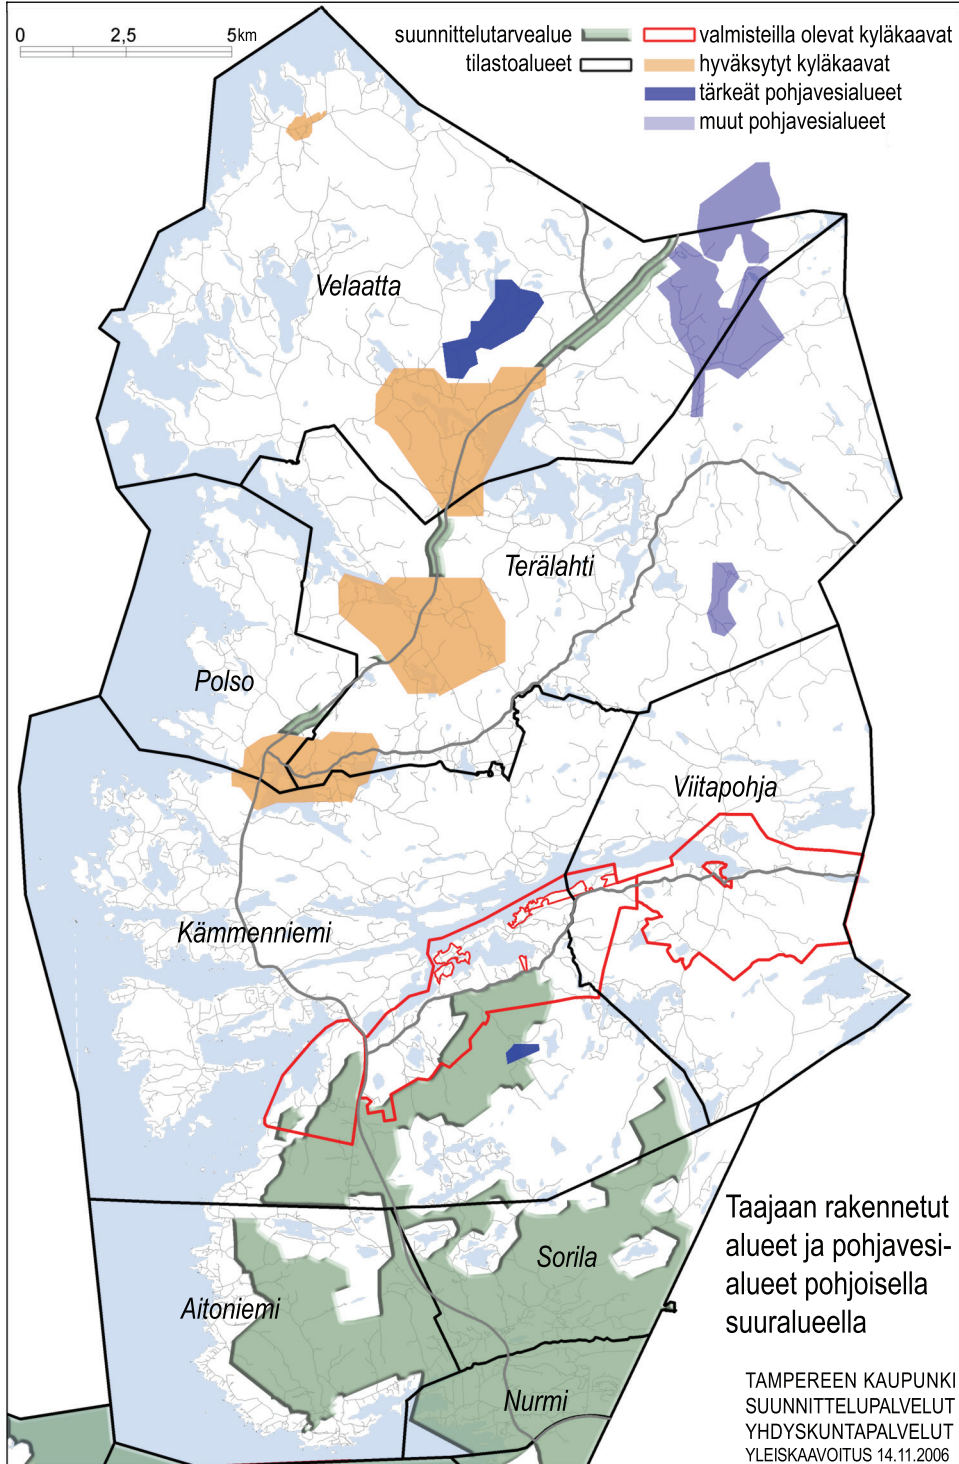 0 2,5 5km
suunnittelutarvealue
tilastoalueet
valmisteilla olevat kyläkaavat
hyväksytyt kyläkaavat
tärkeät pohjavesialueet
muut pohjavesialueet
Velaatta
Terälahti
Polso
Viitapohja
Kämmenniemi
Sorila
Aitoniemi
Nurmi
Taajaan rakennetut
alueet ja pohjavesi-
alueet pohjoisella
suuralueella
TAMPEREEN KAUPUNKI
SUUNNITTELUPALVELUT
YHDYSKUNTAPALVELUT
YLEISKAAVOITUS 14.11.2006